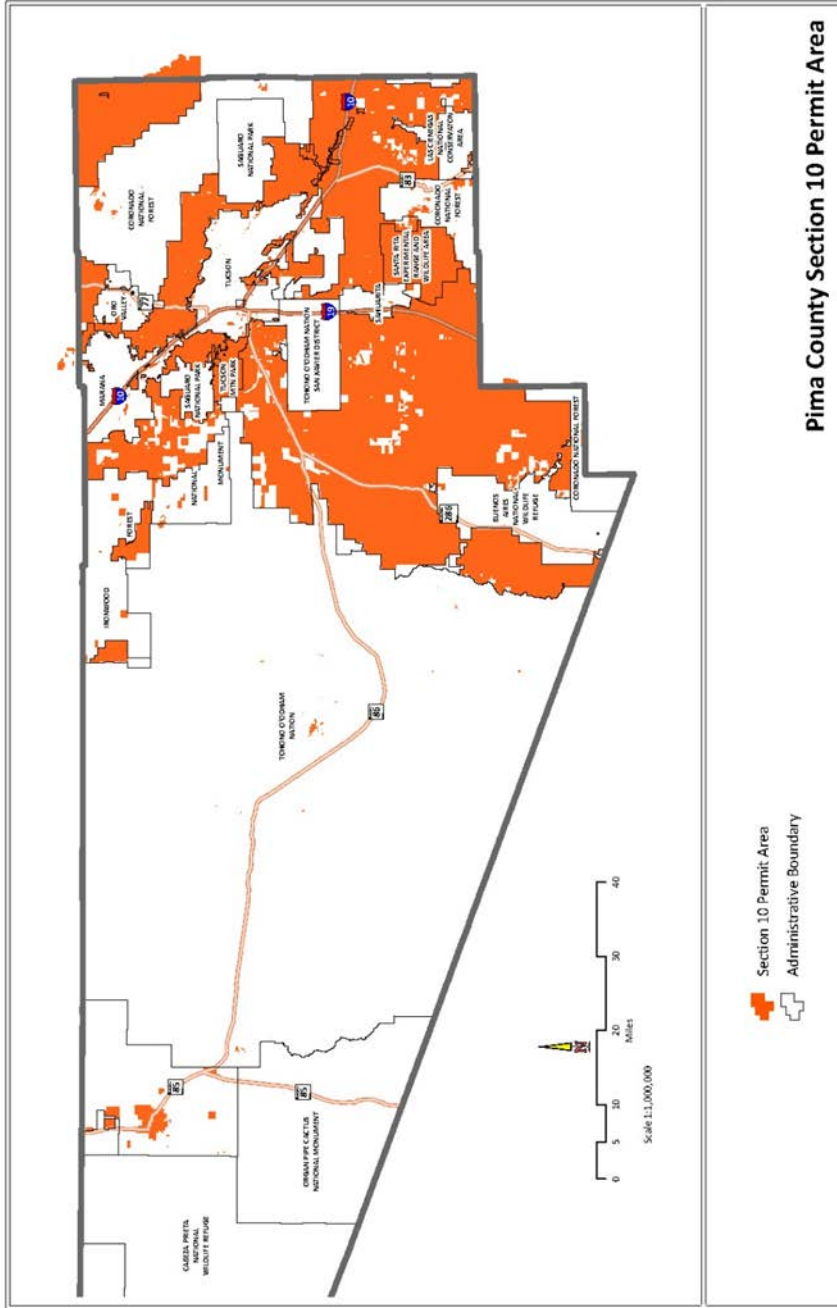 Pima County Section 10 Permit Area
CORONADO
NATIONAL
FOREST
SAGUARO
NATIONAL PARK
ORO
VALLEY
77
MARANA
10
TUCSON
SAGUARO
NATIONAL PARK
TUCSON
MTN PARK
10
83
LAS CIENEGAS
NATIONAL
CONSERVATION
AREA
CORONADO
NATIONAL
FOREST
SANTA RITA
EXPERIMENTAL
RANGE AND
WILDLIFE AREA
SAHUARITA
19
TOHONO O'ODHAM NATION
SAN XAVIER DISTRICT
IRONWOOD
FOREST
NATIONAL
MONUMENT
286
BUENOS
AIRES
NATIONAL
WILDLIFE
REFUGE
CORONADO NATIONAL FOREST
TOHONO O'ODHAM
NATION
86
85
85
ORGAN PIPE CACTUS
NATIONAL MONUMENT
CABEZA PRIETA
NATIONAL
WILDLIFE REFUGE
N
0 5 10 20 30 40
Miles
Scale 1:1,000,000
Section 10 Permit Area
Administrative Boundary